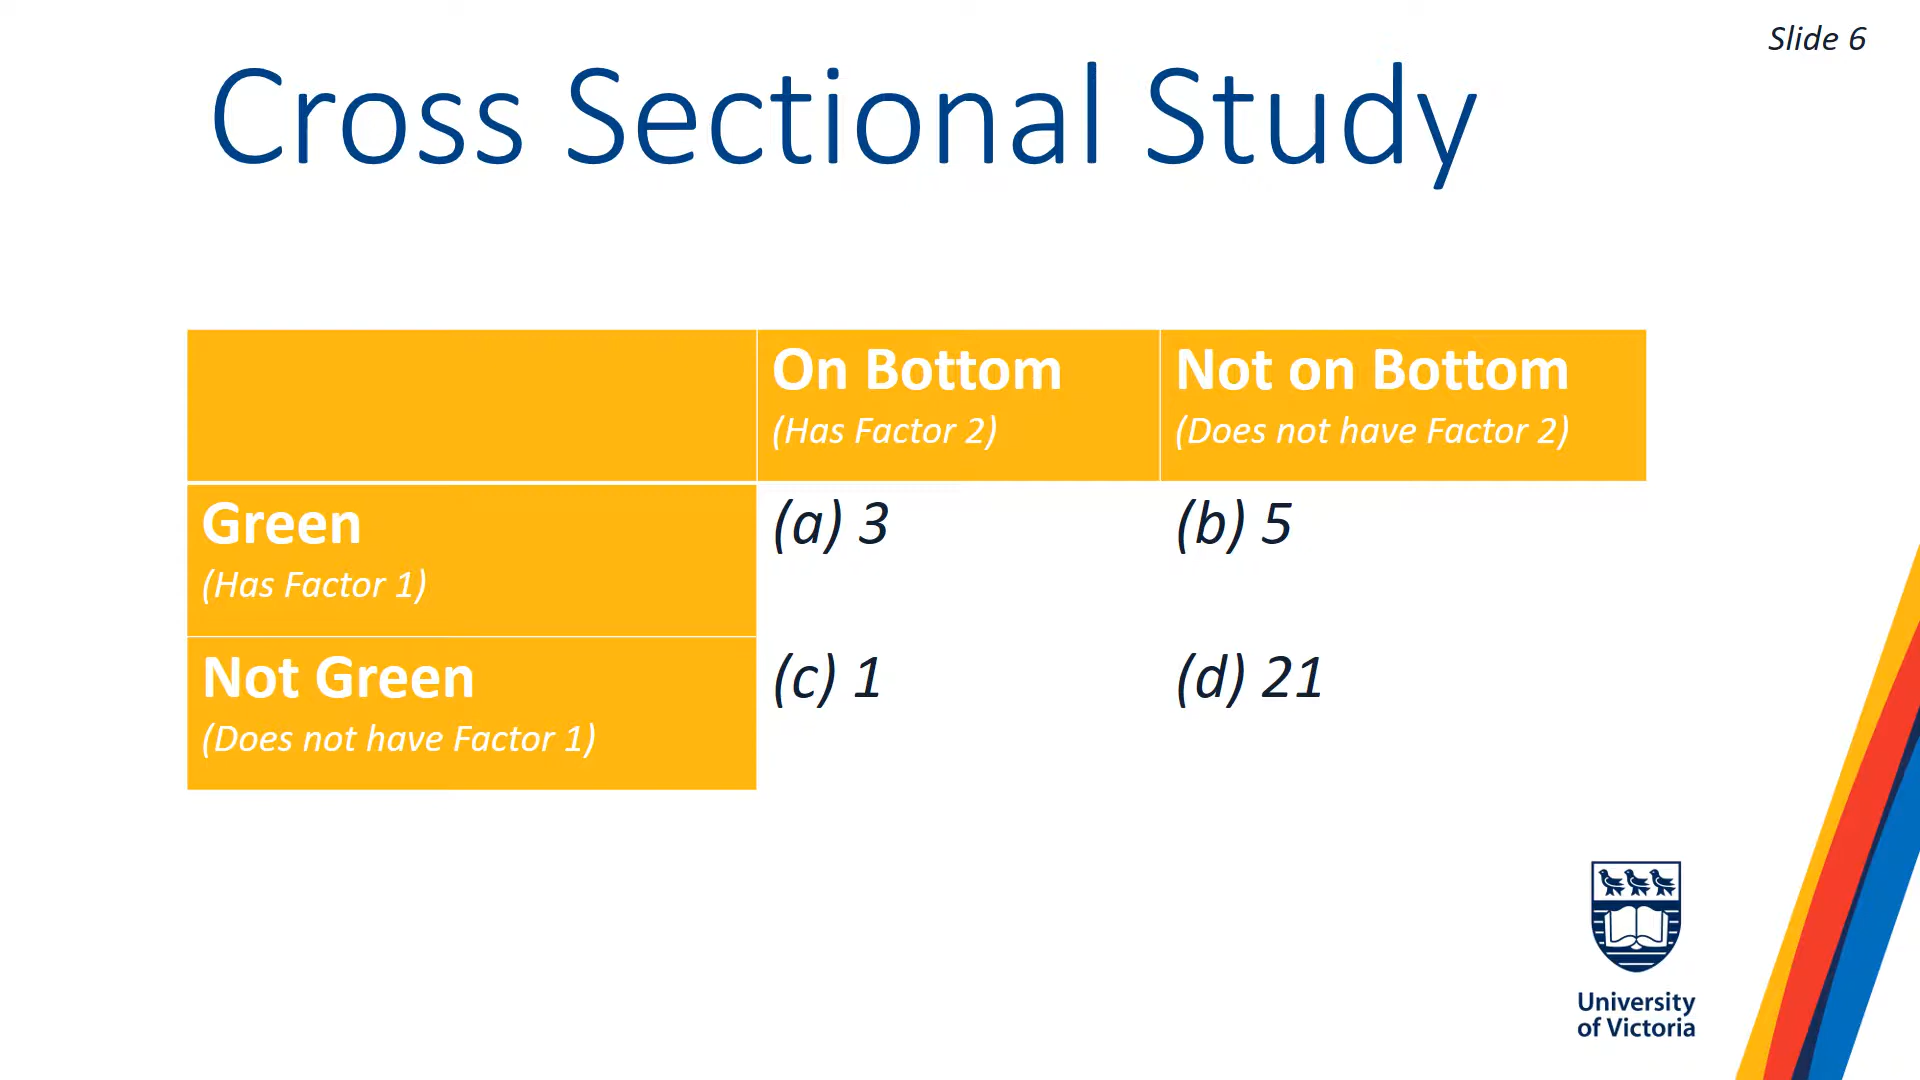 Slide 6
Cross Sectional Study
On Bottom
(Has Factor 2)
Not on Bottom
(Does not have Factor 2)
Green
(Has Factor 1)
(a) 3
(b) 5
Not Green
(Does not have Factor 1)
(c) 1
(d) 21
University
of Victoria